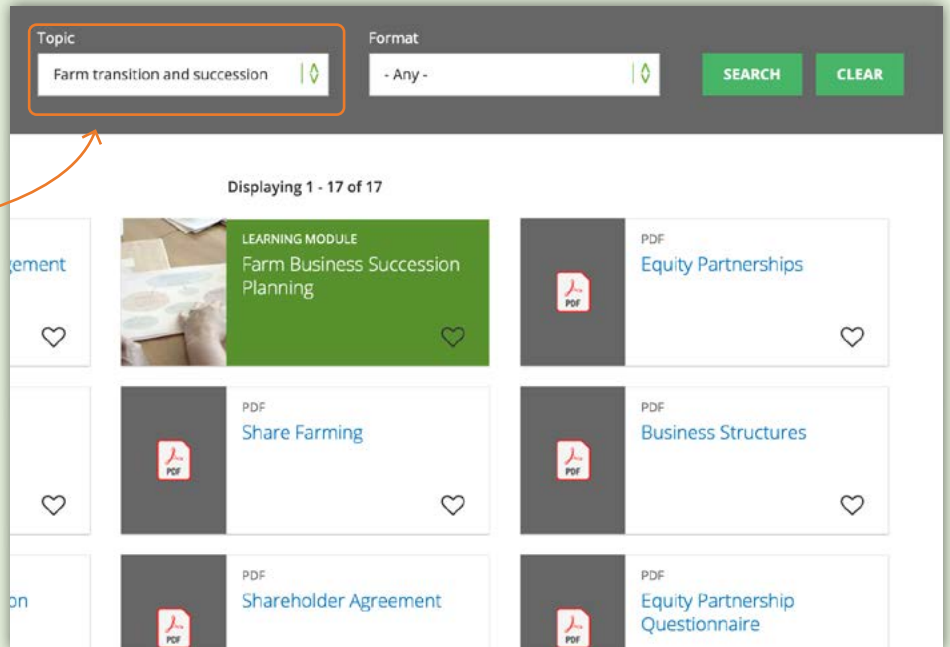 Topic
Format
Farm transition and succession
- Any -
SEARCH
CLEAR
Displaying 1 - 17 of 17
LEARNING MODULE
Farm Business Succession
Planning
PDF
PDF
Equity Partnerships
PDF
Share Farming
PDF
PDF
Business Structures
PDF
PDF
Shareholder Agreement
PDF
PDF
Equity Partnership
Questionnaire
PDF